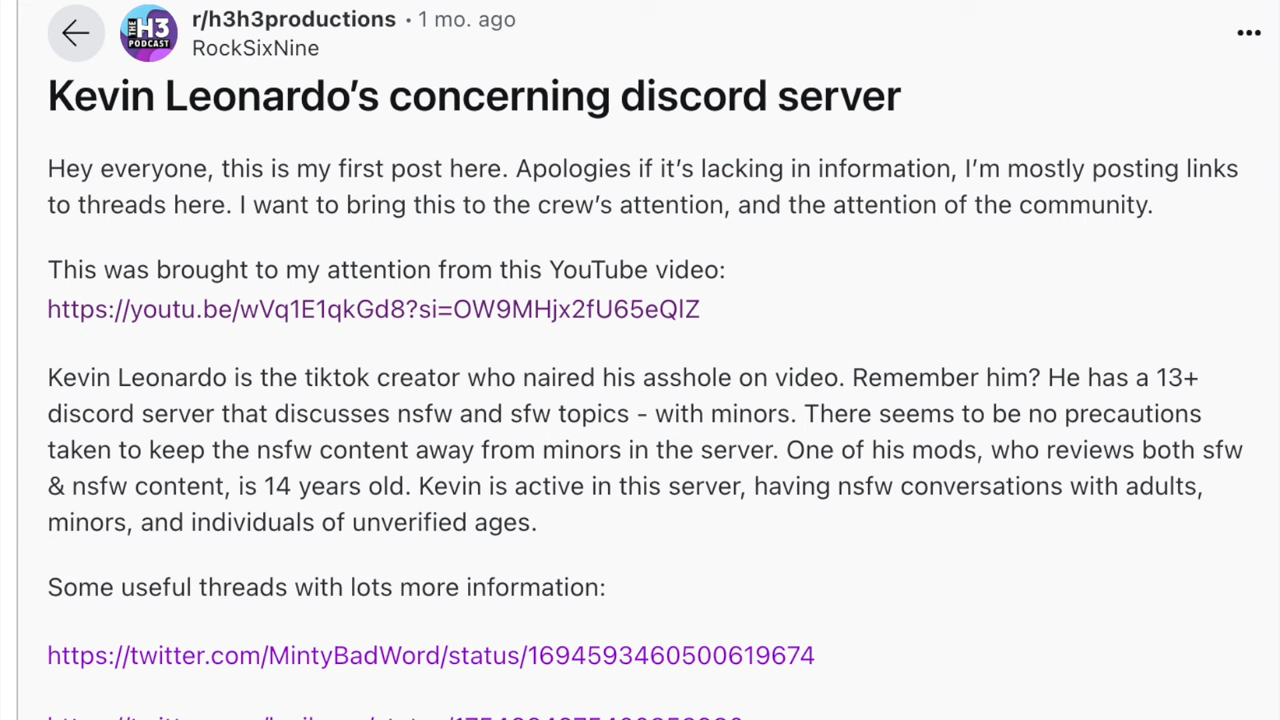 r/h3h3productions • 1 mo. ago
THE H3 PODCAST
RockSixNine
Kevin Leonardo's concerning discord server
Hey everyone, this is my first post here. Apologies if it's lacking in information, I'm mostly posting links
to threads here. I want to bring this to the crew's attention, and the attention of the community.
This was brought to my attention from this YouTube video:
https://youtu.be/wVq1E1qkGd8?si=OW9MHjx2fU65eQIZ
Kevin Leonardo is the tiktok creator who naired his asshole on video. Remember him? He has a 13+
discord server that discusses nsfw and sfw topics - with minors. There seems to be no precautions
taken to keep the nsfw content away from minors in the server. One of his mods, who reviews both sfw
& nsfw content, is 14 years old. Kevin is active in this server, having nsfw conversations with adults,
minors, and individuals of unverified ages.
Some useful threads with lots more information:
https://twitter.com/MintyBadWord/status/1694593460500619674